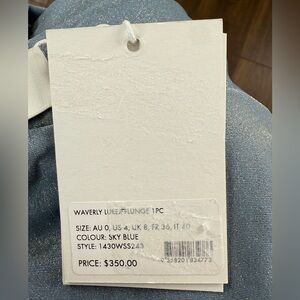 WAVERLY LUREX PLUNGE 1PC
SIZE: AU 0, US 4, UK 8, FR 36, IT 40
COLOUR: SKY BLUE
STYLE: 1430WSS243
PRICE: $350.00